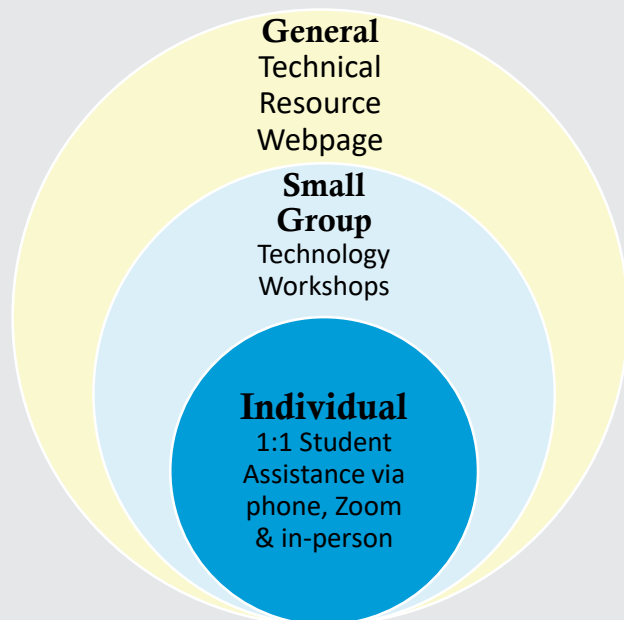 General
Technical
Resource
Webpage
Small
Group
Technology
Workshops
Individual
1:1 Student
Assistance via
phone, Zoom
& in-person